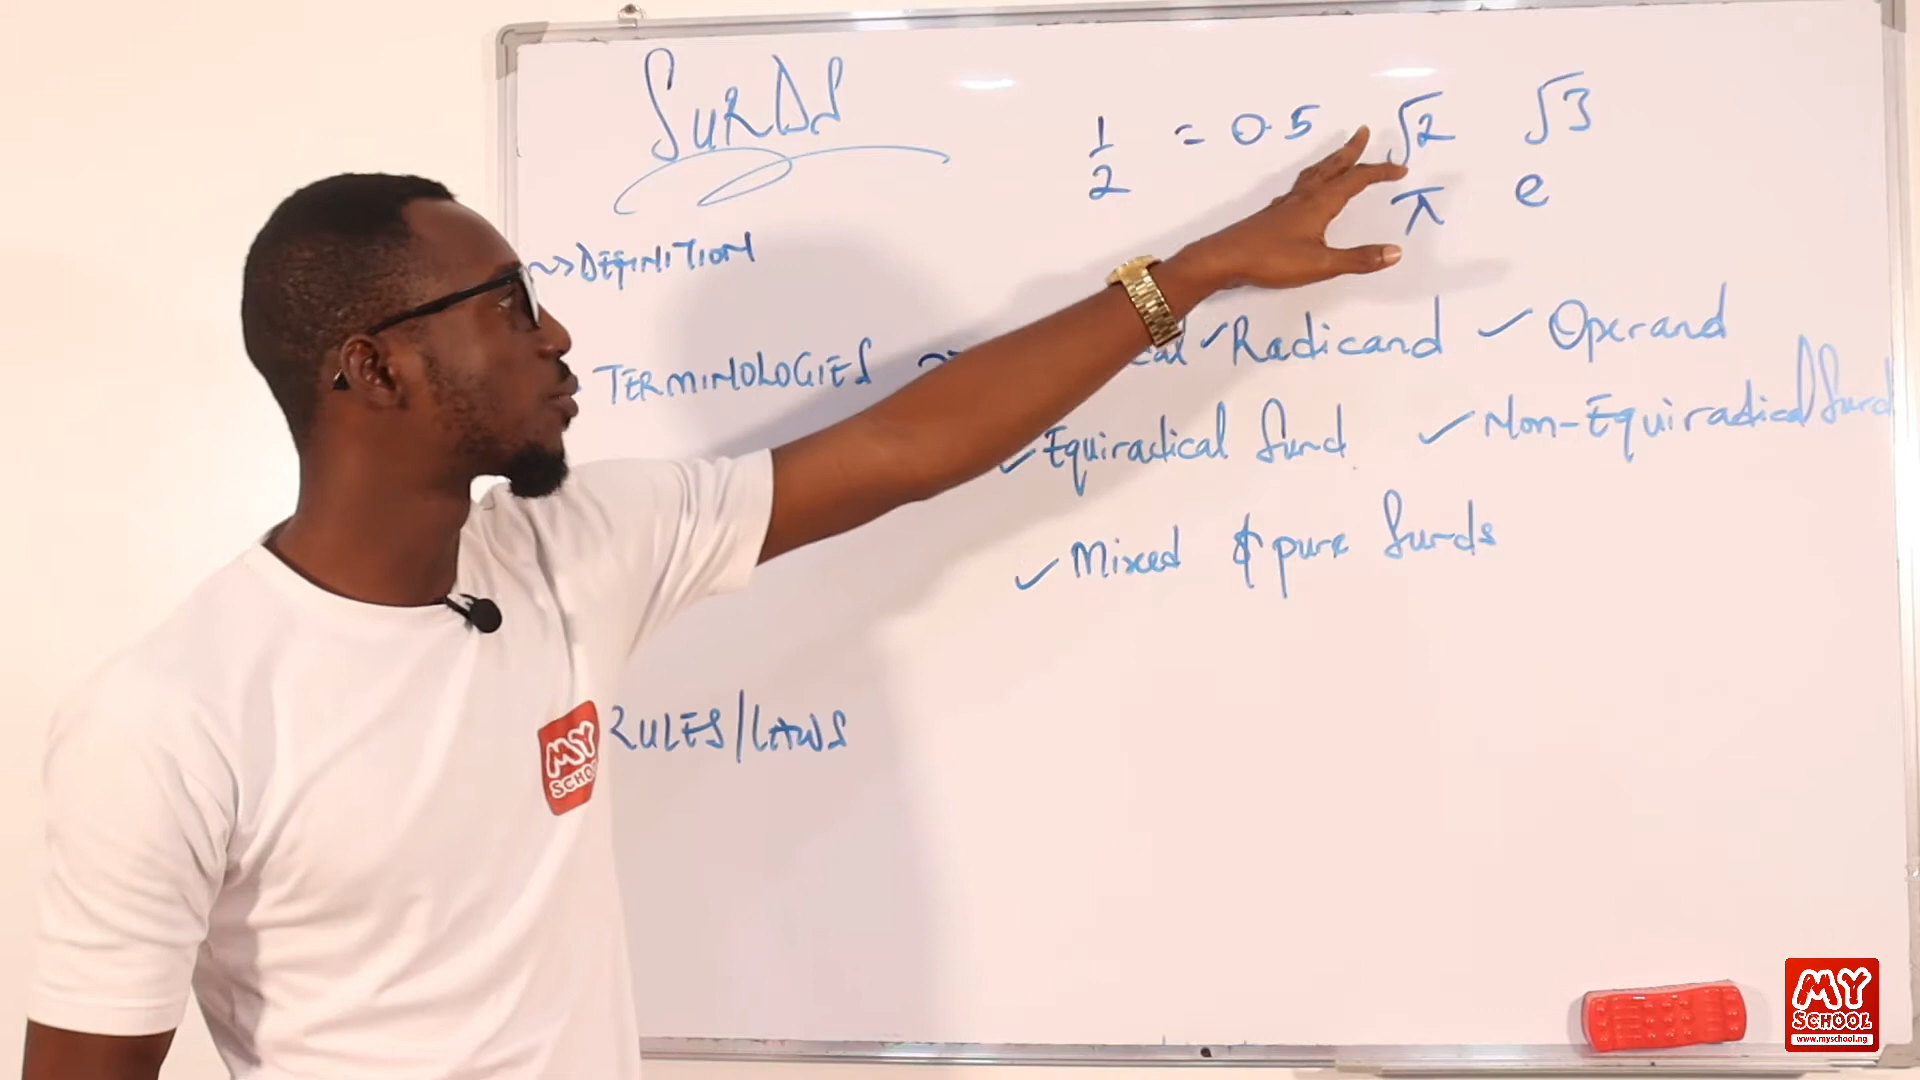 SURDS
1/2 = 0.5 √2 √3
π e
~> DEFINITION
TERMINOLOGIES ✓ Radicand ✓ Operand
✓ Equiradical Surd ✓ Non-Equiradical Surd
✓ Mixed & pure Surds
RULES/LAWS
MY
SCHOOL
MY
SCHOOL
www.myschool.ng